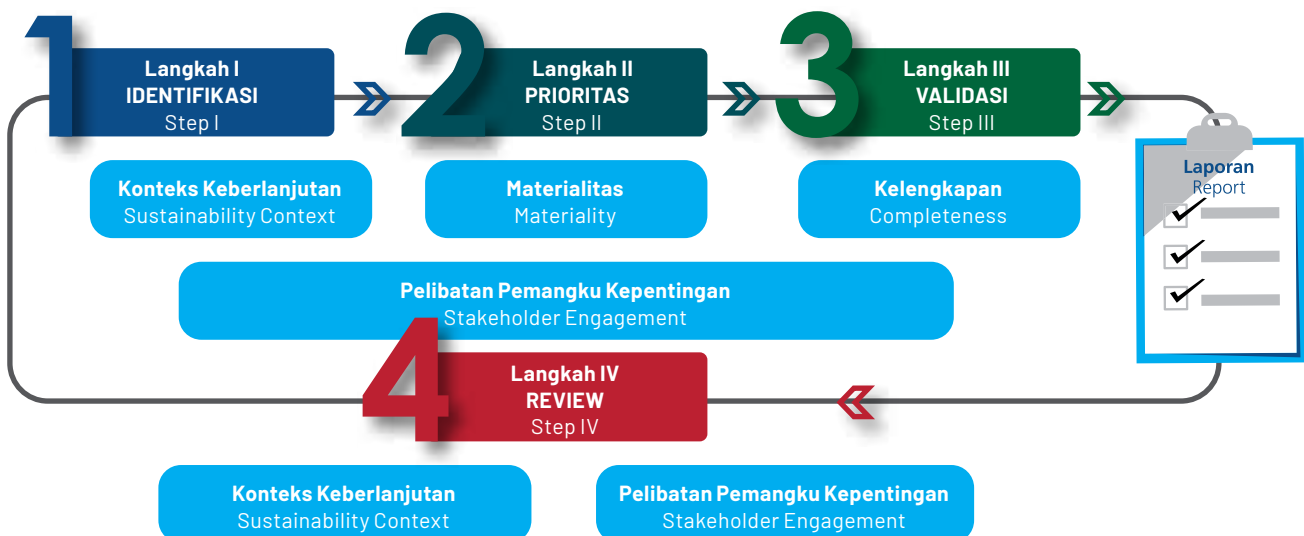 1
Langkah I
IDENTIFIKASI
Step I
2
Langkah II
PRIORITAS
Step II
3
Langkah III
VALIDASI
Step III
Konteks Keberlanjutan
Sustainability Context
Materialitas
Materiality
Kelengkapan
Completeness
Laporan
Report
Pelibatan Pemangku Kepentingan
Stakeholder Engagement
4
Langkah IV
REVIEW
Step IV
Konteks Keberlanjutan
Sustainability Context
Pelibatan Pemangku Kepentingan
Stakeholder Engagement